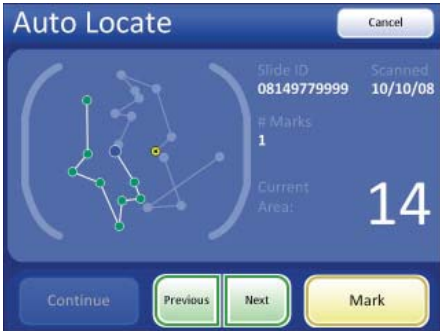 Auto Locate
Cancel
Slide ID Scanned
08149779999 10/10/08
# Marks
1
Current
Area:
14
Continue
Previous
Next
Mark